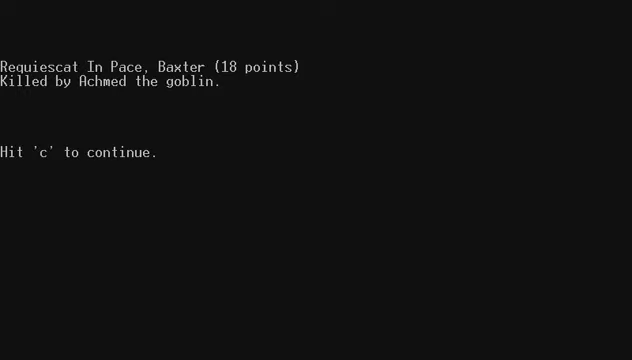 Requiescat In Pace, Baxter (18 points)
Killed by Achmed the goblin.
Hit 'c' to continue.